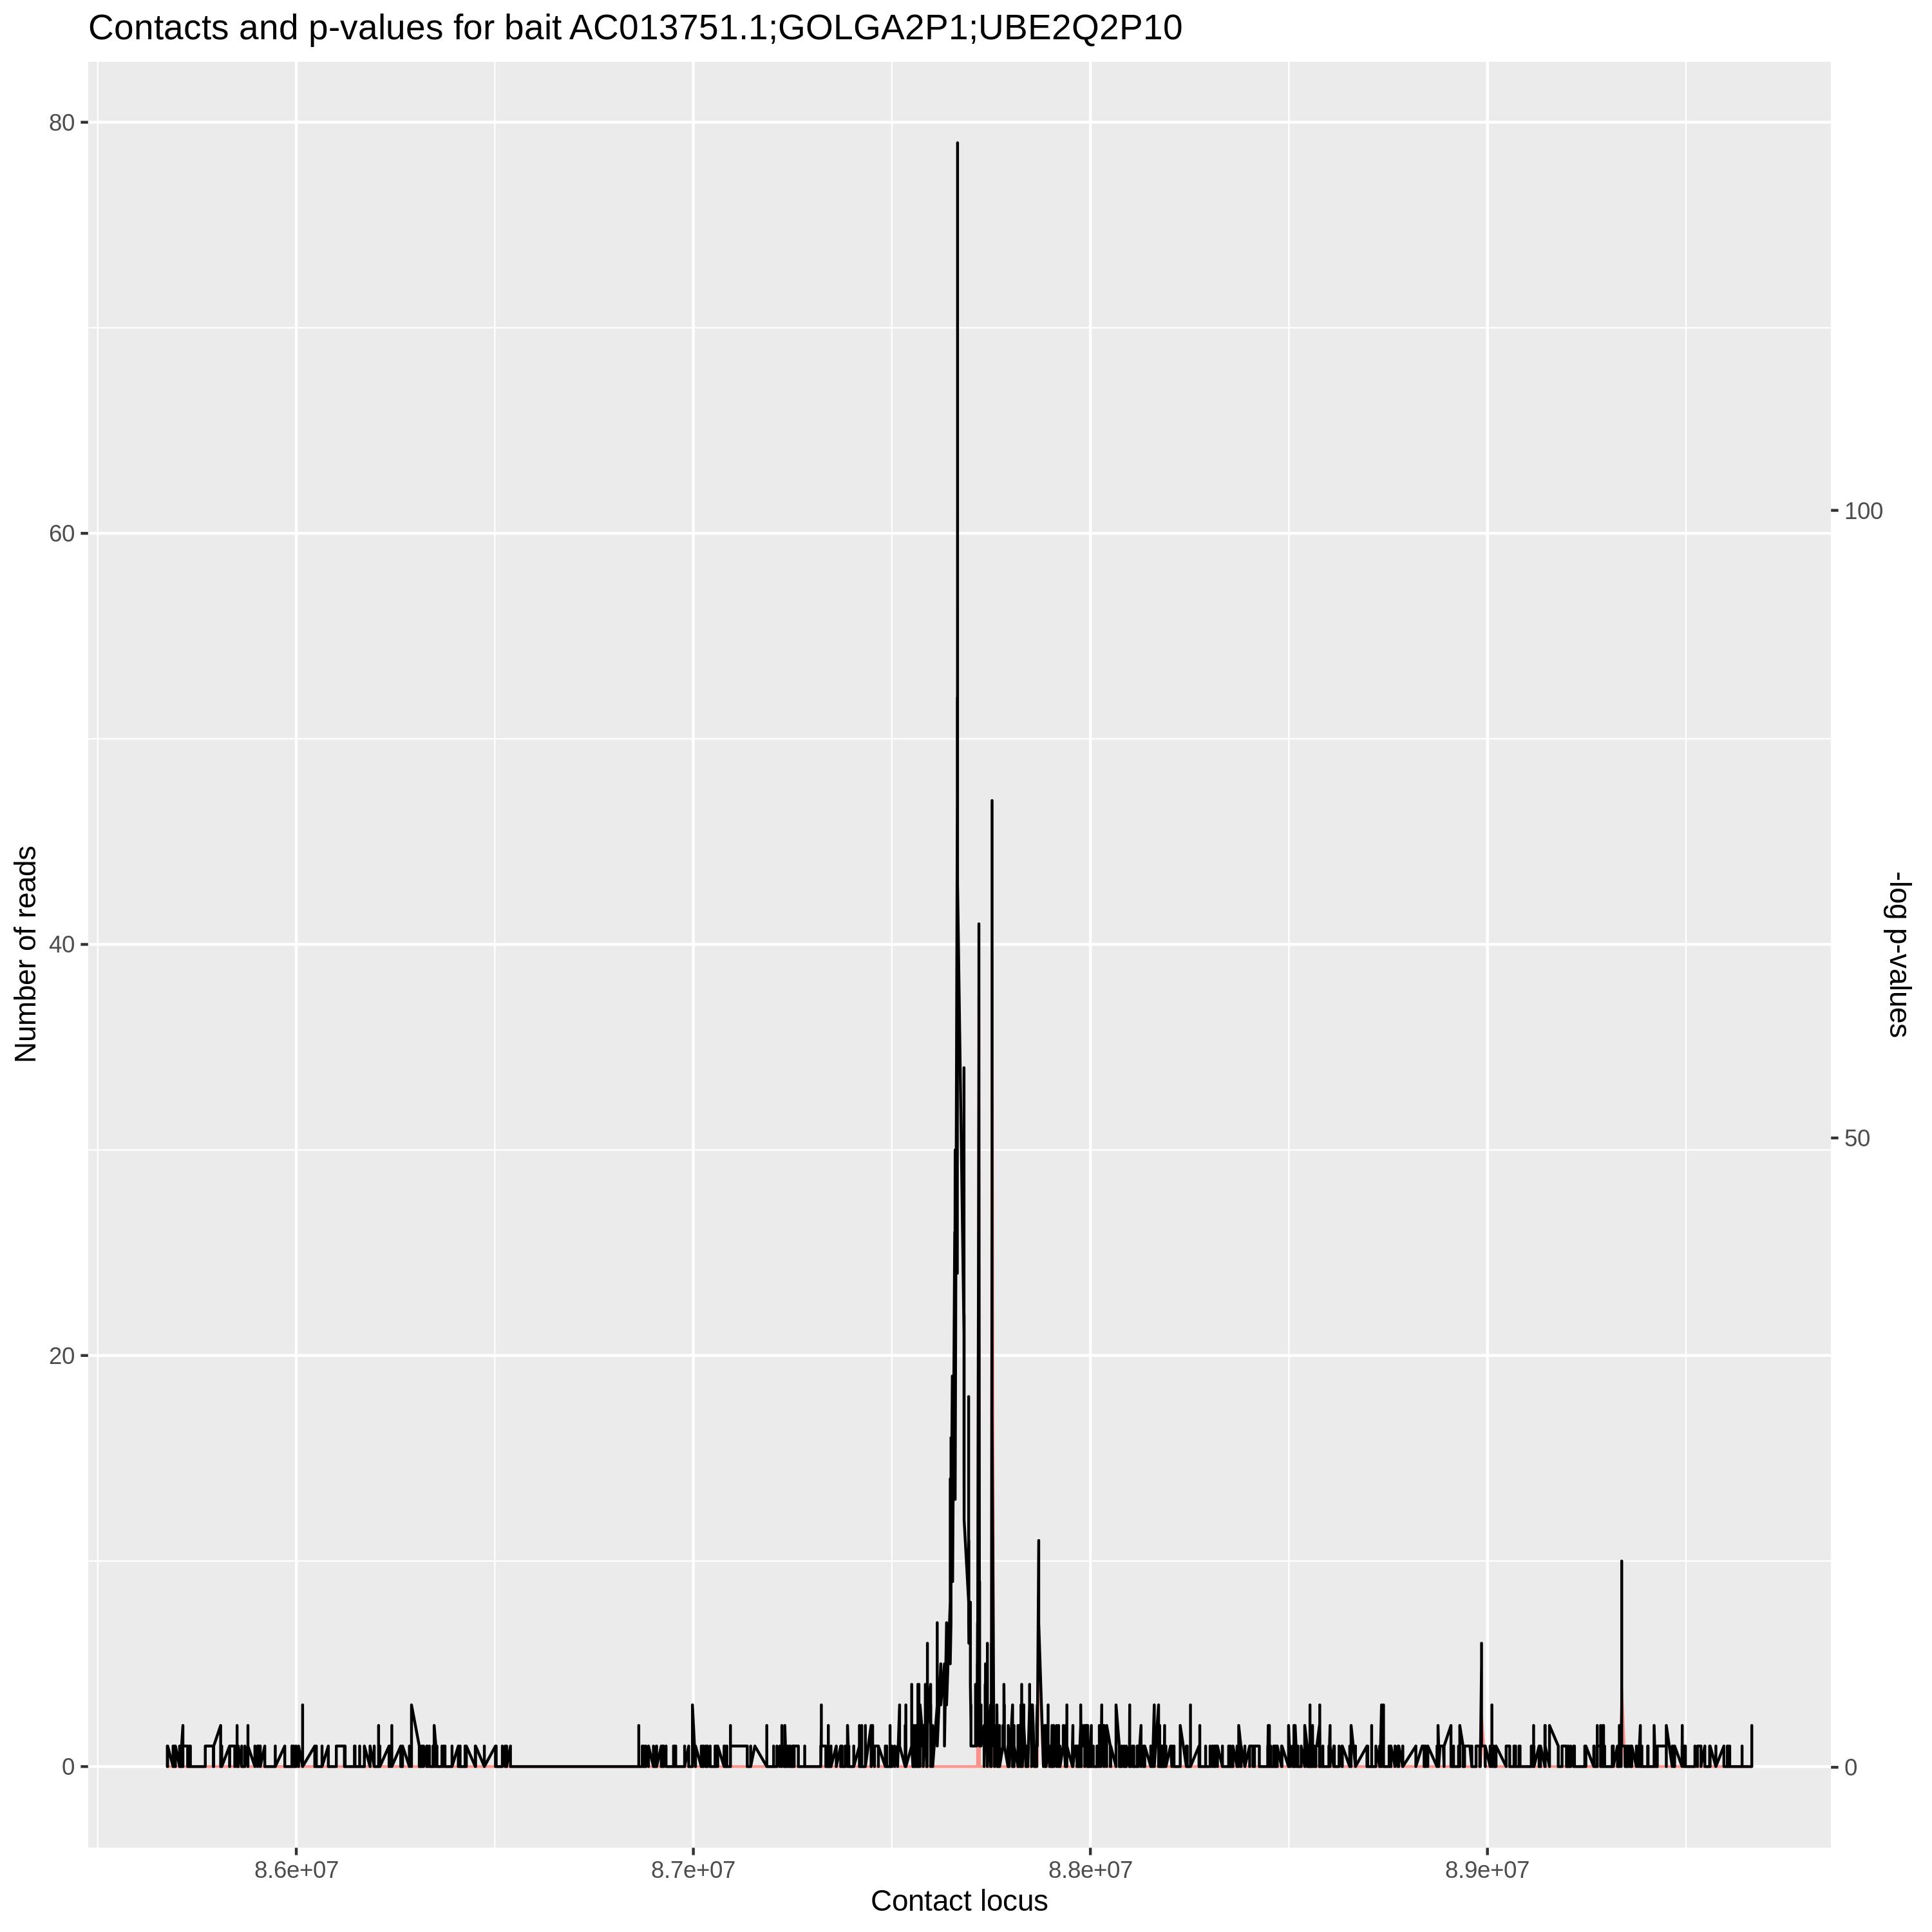 Contacts and p-values for bait AC013751.1;GOLGA2P1;UBE2Q2P10
80
60
40
20
0
Number of reads
100
50
0
-log p-values
8.6e+07
8.7e+07
8.8e+07
8.9e+07
Contact locus